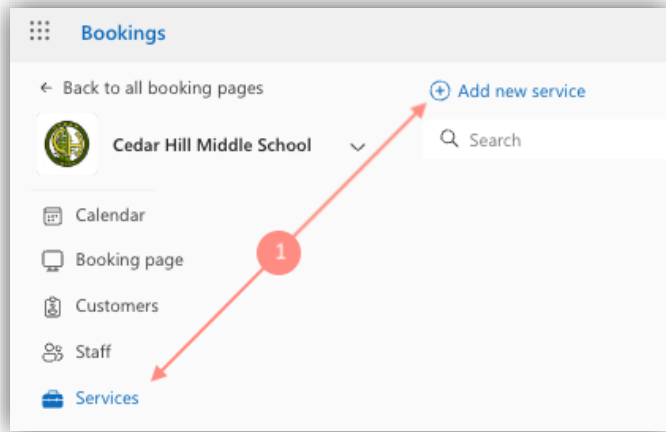 Bookings
Back to all booking pages
Add new service
Cedar Hill Middle School
Search
Calendar
1
Booking page
Customers
Staff
Services